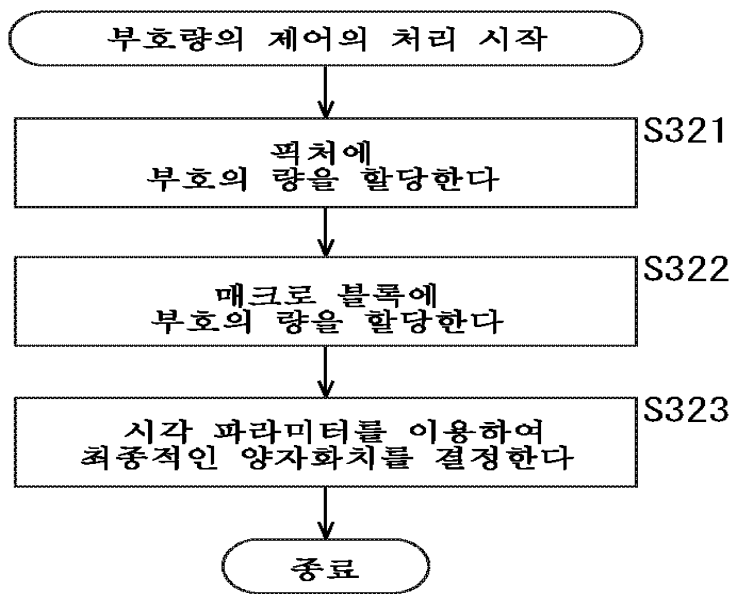 부호량의 제어의 처리 시작
S321
픽처에
부호의 량을 할당한다
S322
매크로 블록에
부호의 량을 할당한다
S323
시각 파라미터를 이용하여
최종적인 양자화치를 결정한다
종료